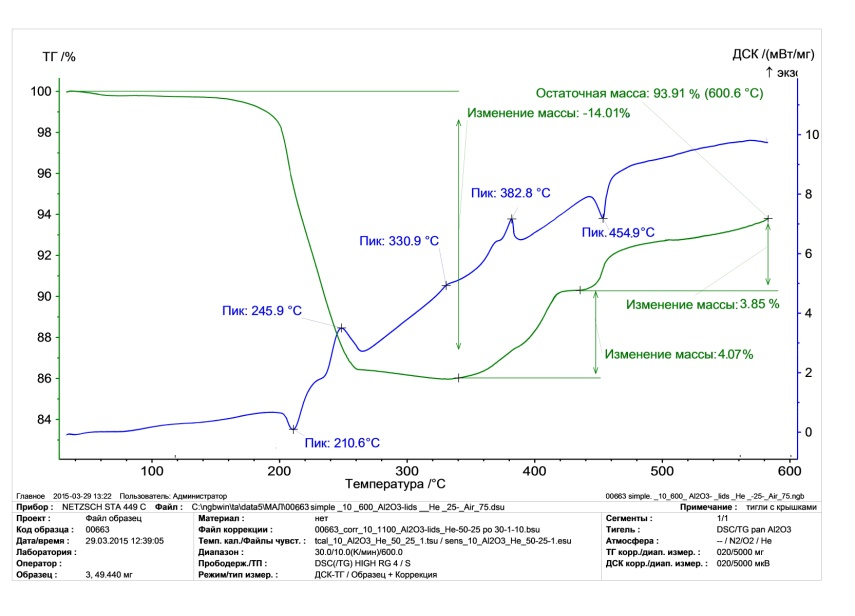 ТГ /%
ДСК /(мВт/мг)
↑ экзо
Остаточная масса: 93.91 % (600.6 °C)
Изменение массы: -14.01%
100
98
96
94
92
90
88
86
84
10
8
6
4
2
0
Пик: 382.8 °C
Пик: 330.9 °C
Пик. 454.9°C
Пик: 245.9 °C
Изменение массы: 3.85 %
Изменение массы: 4.07%
Пик: 210.6°C
100 200 300 400 500 600
Температура /°C
Главное 2015-03-29 13:22 Пользователь: Администратор
00663 simple. _10_600_ Al2O3- _lids _He _-25-_Air_75.ngb
Прибор : NETZSCH STA 449 C Файл : C:\ngbwin\ta\data5\МАЛ\00663 simple _10 _600_Al2O3-lids __He _25-_Air_75.dsu Примечание : тигли с крышками
Проект : Файл образец Материал : нет Сегменты : 1/1
Код образца : 00663 Файл коррекции : 00663_corr_10_1100_Al2O3-lids_He-50-25 po 30-1-10.bsu Тигель : DSC/TG pan Al2O3
Дата/время : 29.03.2015 12:39:05 Темп. кал./Файлы чувст. : tcal_10_Al2O3_He_50_25_1.tsu / sens_10_Al2O3_He_50-25-1.esu Атмосфера : -- / N2/O2 / He
Лаборатория : Диапазон : 30.0/10.0(K/мин)/600.0 ТГ корр./диап. измер. : 020/5000 мг
Оператор : Прободерж./ТП : DSC(/TG) HIGH RG 4 / S ДСК корр./диап. измер. : 020/5000 мкВ
Образец : 3, 49.440 мг Режим/тип измер. : ДСК-ТГ / Образец + Коррекция